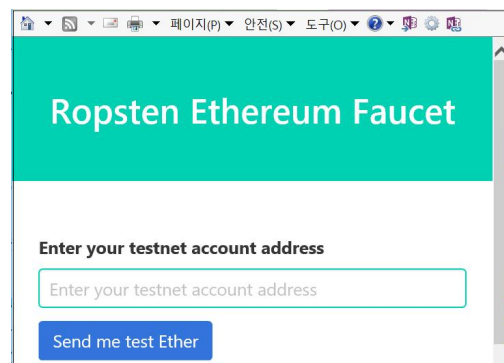 페이지(P) 안전(S) 도구(O)
Ropsten Ethereum Faucet
Enter your testnet account address
Enter your testnet account address
Send me test Ether